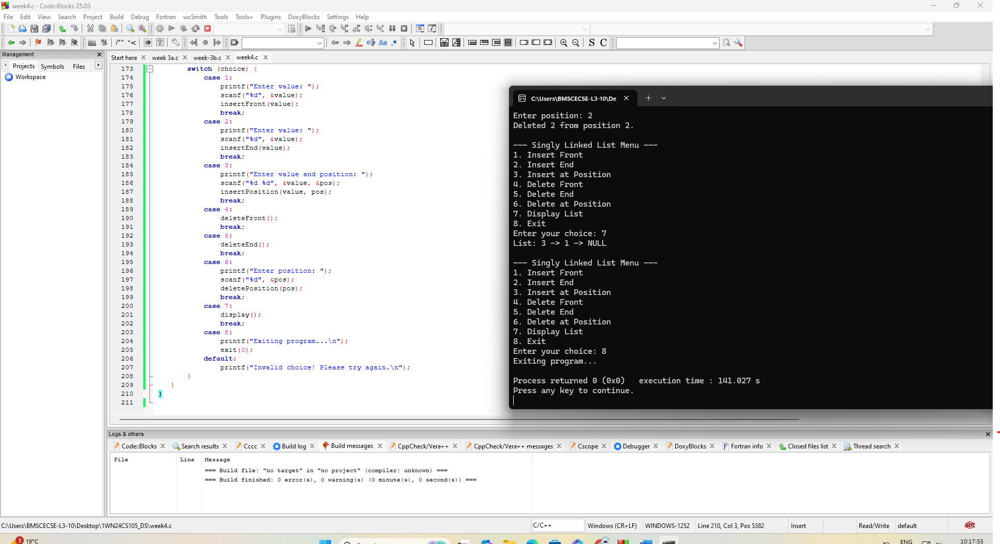 week4.c - Code::Blocks 25.03
File Edit View Search Project Build Debug Fortran wxSmith Tools Tools+ Plugins DoxyBlocks Settings Help
/** *<
Aa .*
S C
Management
Projects Symbols Files
Workspace
Start here week 3a.c week-3b.c week4.c
173 switch (choice) {
174 case 1:
175 printf("Enter value: ");
176 scanf("%d", &value);
177 insertFront(value);
178 break;
179 case 2:
180 printf("Enter value: ");
181 scanf("%d", &value);
182 insertEnd(value);
183 break;
184 case 3:
185 printf("Enter value and position: ");
186 scanf("%d %d", &value, &pos);
187 insertPosition(value, pos);
188 break;
189 case 4:
190 deleteFront();
191 break;
192 case 5:
193 deleteEnd();
194 break;
195 case 6:
196 printf("Enter position: ");
197 scanf("%d", &pos);
198 deletePosition(pos);
199 break;
200 case 7:
201 display();
202 break;
203 case 8:
204 printf("Exiting program...\n");
205 exit(0);
206 default:
207 printf("Invalid choice! Please try again.\n");
208 }
209 }
210 }
211
C:\Users\BMSCECSE-L3-10\De
Enter position: 2
Deleted 2 from position 2.
--- Singly Linked List Menu ---
1. Insert Front
2. Insert End
3. Insert at Position
4. Delete Front
5. Delete End
6. Delete at Position
7. Display List
8. Exit
Enter your choice: 7
List: 3 -> 1 -> NULL
--- Singly Linked List Menu ---
1. Insert Front
2. Insert End
3. Insert at Position
4. Delete Front
5. Delete End
6. Delete at Position
7. Display List
8. Exit
Enter your choice: 8
Exiting program...
Process returned 0 (0x0)   execution time : 141.027 s
Press any key to continue.
Logs & others
Code::Blocks Search results Cccc Build log Build messages CppCheck/Vera++ CppCheck/Vera++ messages Cscope Debugger DoxyBlocks Fortran info Closed files list Thread search
File Line Message
=== Build file: "no target" in "no project" (compiler: unknown) ===
=== Build finished: 0 error(s), 0 warning(s) (0 minute(s), 0 second(s)) ===
C:\Users\BMSCECSE-L3-10\Desktop\1WN24CS105_DS\week4.c C/C++ Windows (CR+LF) WINDOWS-1252 Line 210, Col 3, Pos 5382 Insert Read/Write default abc
5 19°C ENG 10:17:55